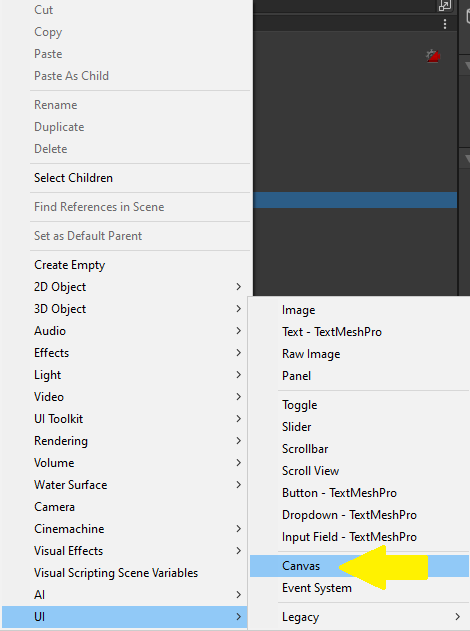 Cut
Copy
Paste
Paste As Child
Rename
Duplicate
Delete
Select Children
Find References in Scene
Set as Default Parent
Create Empty
2D Object
3D Object
Audio
Effects
Light
Video
UI Toolkit
Rendering
Volume
Water Surface
Camera
Cinemachine
Visual Effects
Visual Scripting Scene Variables
AI
UI
Image
Text - TextMeshPro
Raw Image
Panel
Toggle
Slider
Scrollbar
Scroll View
Button - TextMeshPro
Dropdown - TextMeshPro
Input Field - TextMeshPro
Canvas
Event System
Legacy